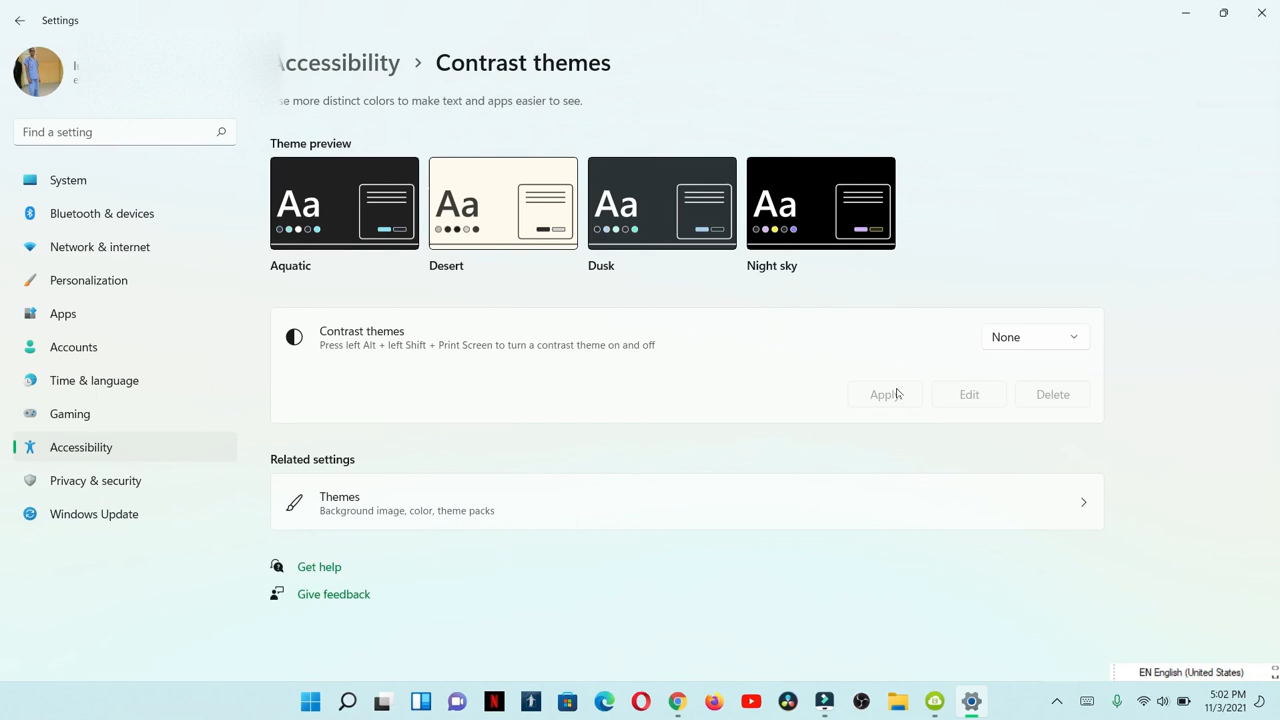 Settings
Accessibility > Contrast themes
se more distinct colors to make text and apps easier to see.
Find a setting
System
Bluetooth & devices
Network & internet
Personalization
Apps
Accounts
Time & language
Gaming
Accessibility
Privacy & security
Windows Update
Theme preview
Aa
Aa
Aa
Aa
Aquatic
Desert
Dusk
Night sky
Contrast themes
Press left Alt + left Shift + Print Screen to turn a contrast theme on and off
None
Apply
Edit
Delete
Related settings
Themes
Background image, color, theme packs
Get help
Give feedback
EN English (United States)
5:02 PM
11/3/2021